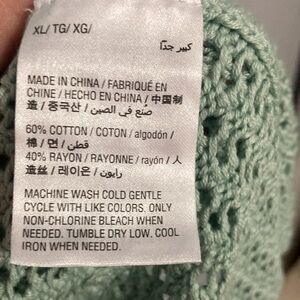 XL/ TG/ XG/
كبير جدًا
MADE IN CHINA / FABRIQUÉ EN
CHINE / HECHO EN CHINA / 中国制
造 / 중국산 / صنع في الصين
60% COTTON / COTON / algodón /
棉 / 면 / قطن
40% RAYON / RAYONNE / rayón / 人
造丝 / 레이온 / رايون
MACHINE WASH COLD GENTLE
CYCLE WITH LIKE COLORS. ONLY
NON-CHLORINE BLEACH WHEN
NEEDED. TUMBLE DRY LOW. COOL
IRON WHEN NEEDED.